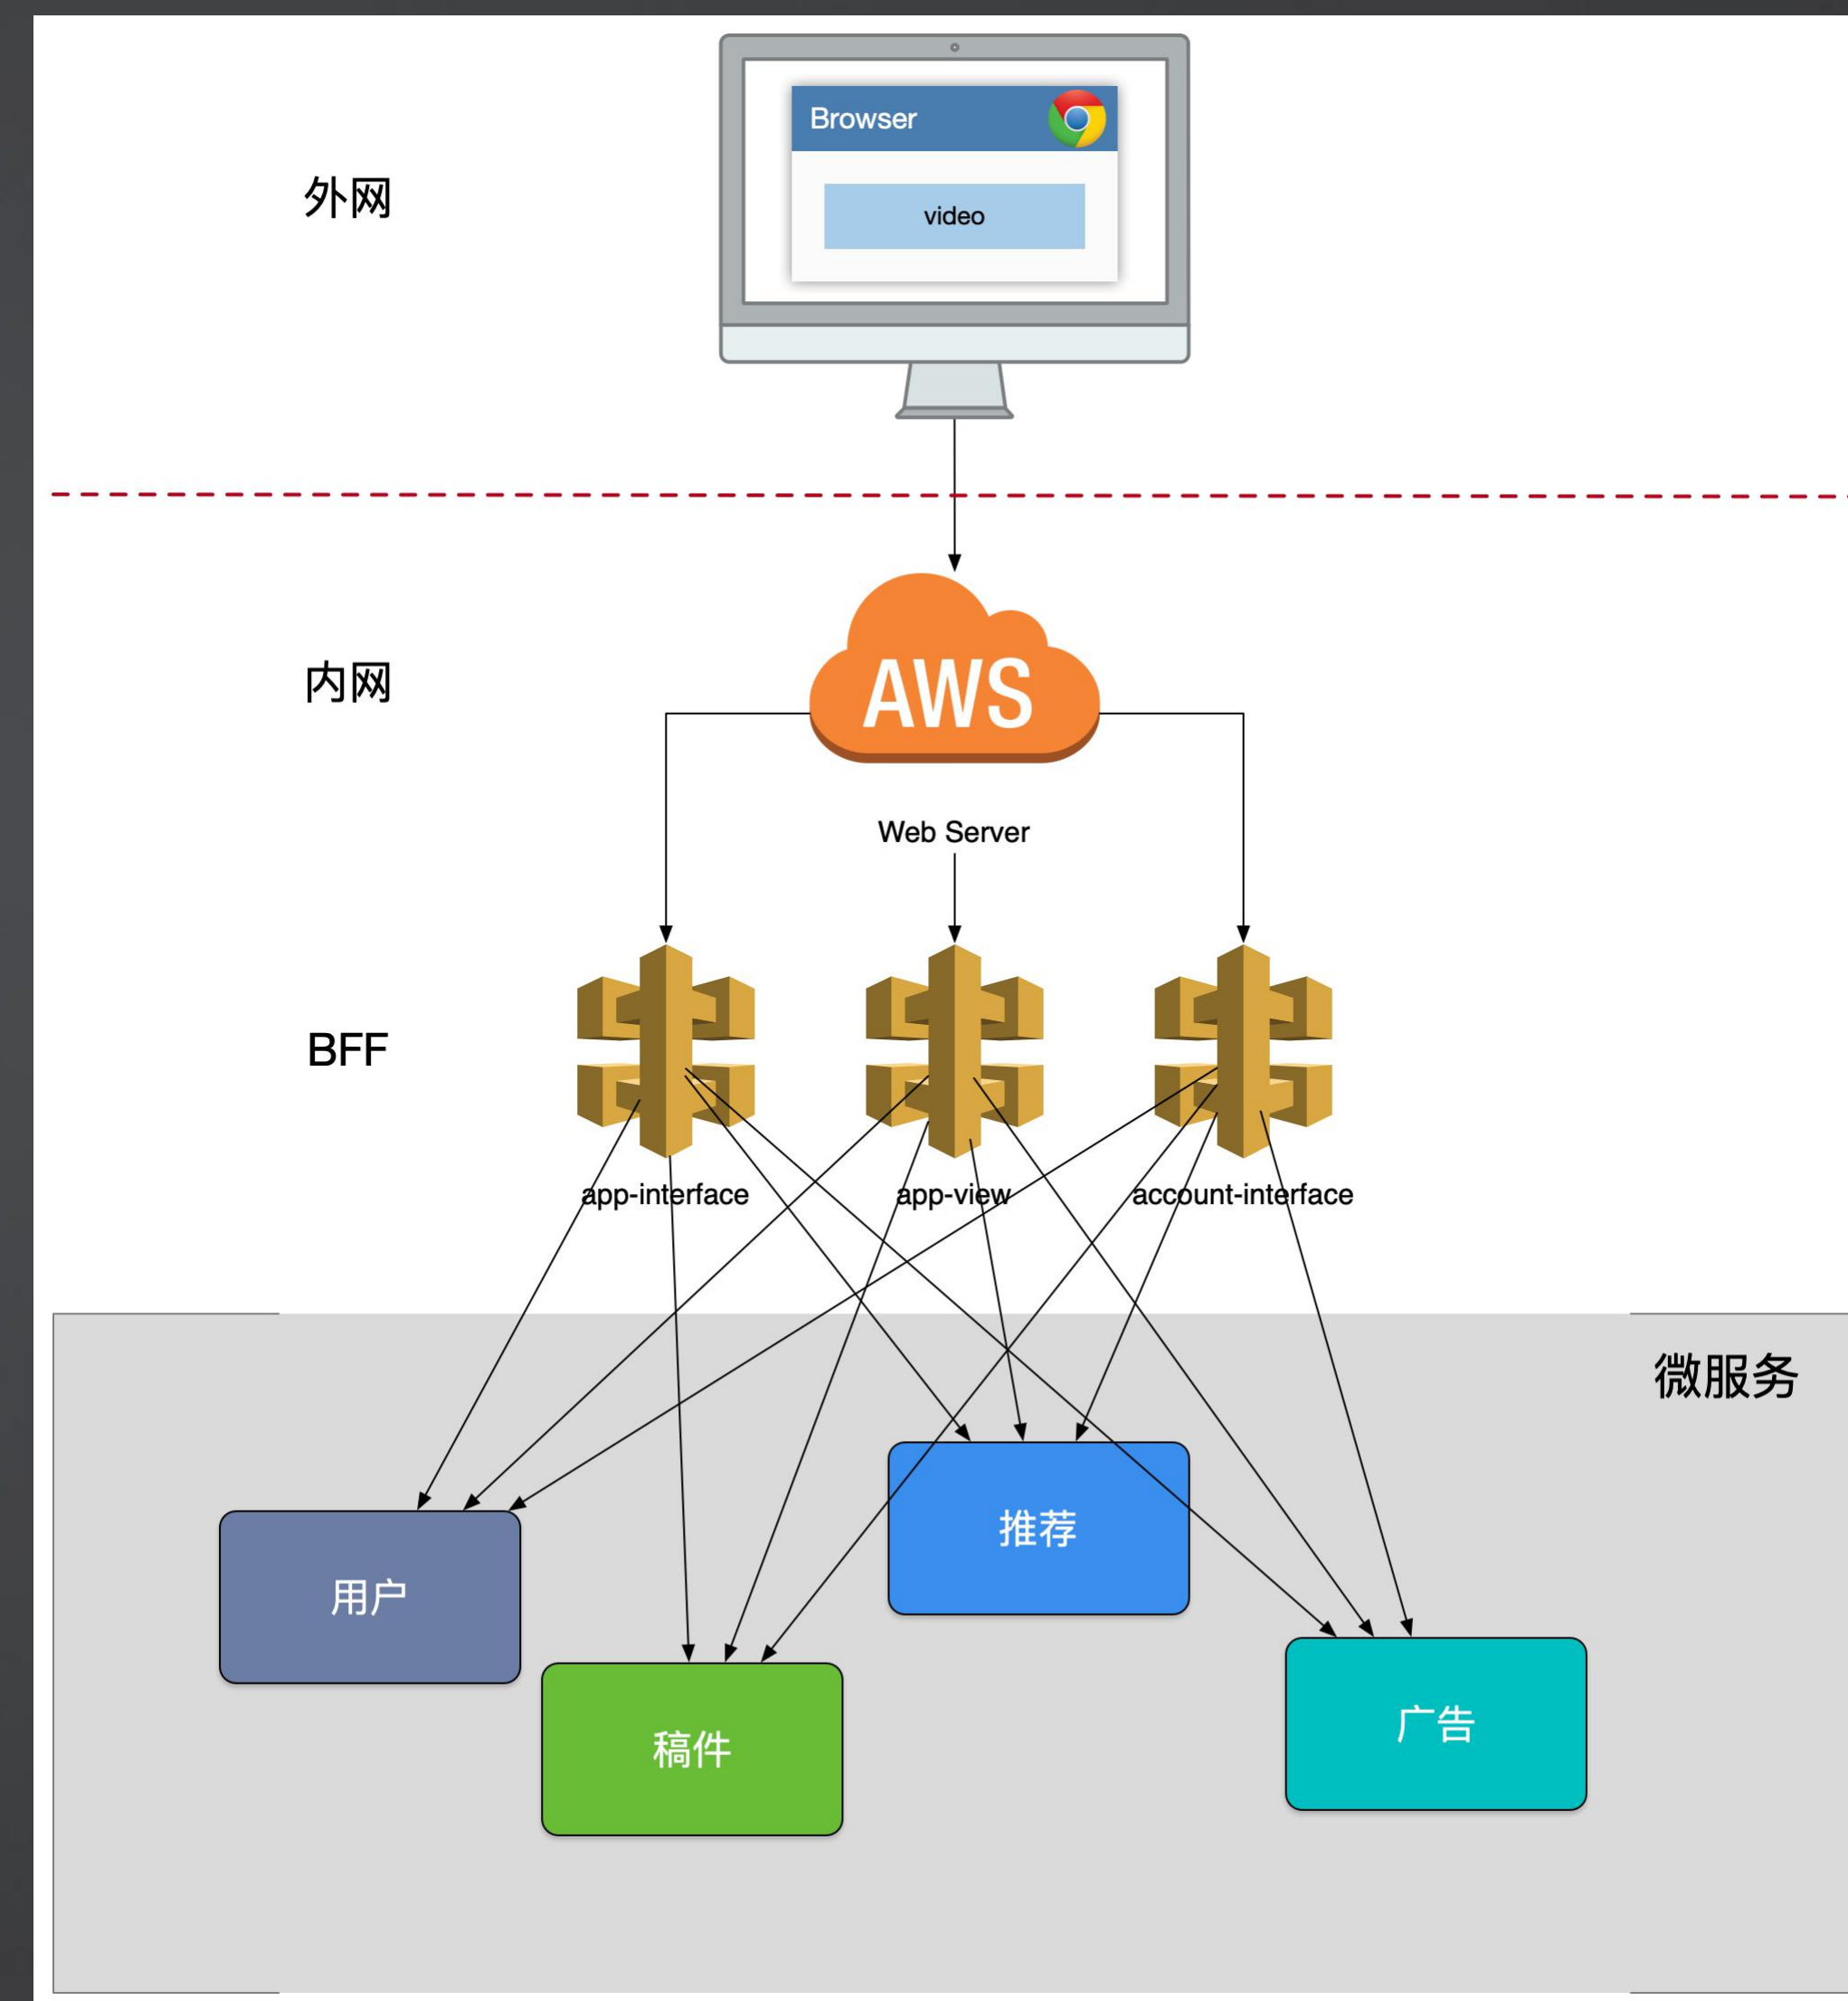 Browser
video
外网
内网
AWS
Web Server
BFF
app-interface
app-view
account-interface
微服务
推荐
用户
稿件
广告